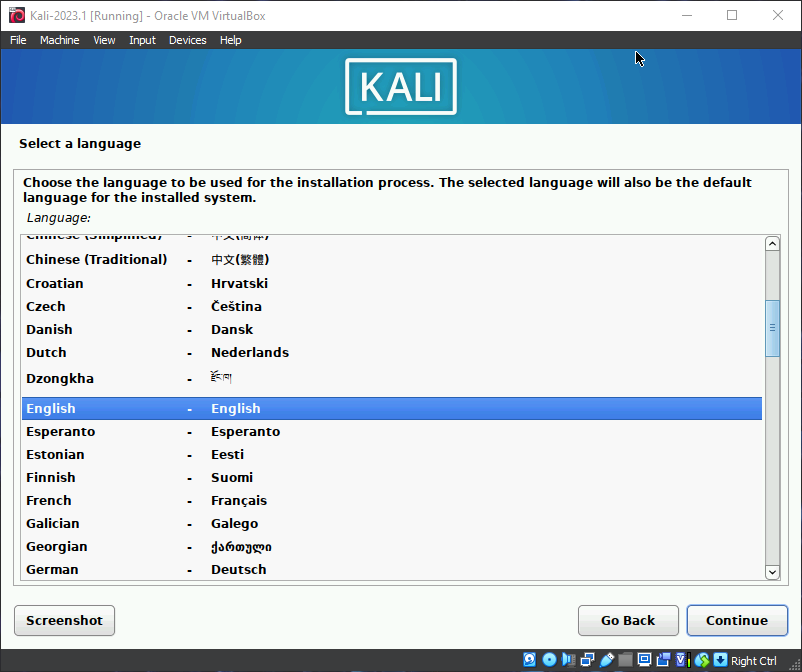 Kali-2023.1 [Running] - Oracle VM VirtualBox
File Machine View Input Devices Help
KALI
Select a language
Choose the language to be used for the installation process. The selected language will also be the default
language for the installed system.
Language:
Chinese (Simplified) - 中文(简体)
Chinese (Traditional) - 中文(繁體)
Croatian - Hrvatski
Czech - Čeština
Danish - Dansk
Dutch - Nederlands
Dzongkha - རྫོང་ཁ།
English - English
Esperanto - Esperanto
Estonian - Eesti
Finnish - Suomi
French - Français
Galician - Galego
Georgian - ქართული
German - Deutsch
Screenshot Go Back Continue
Right Ctrl